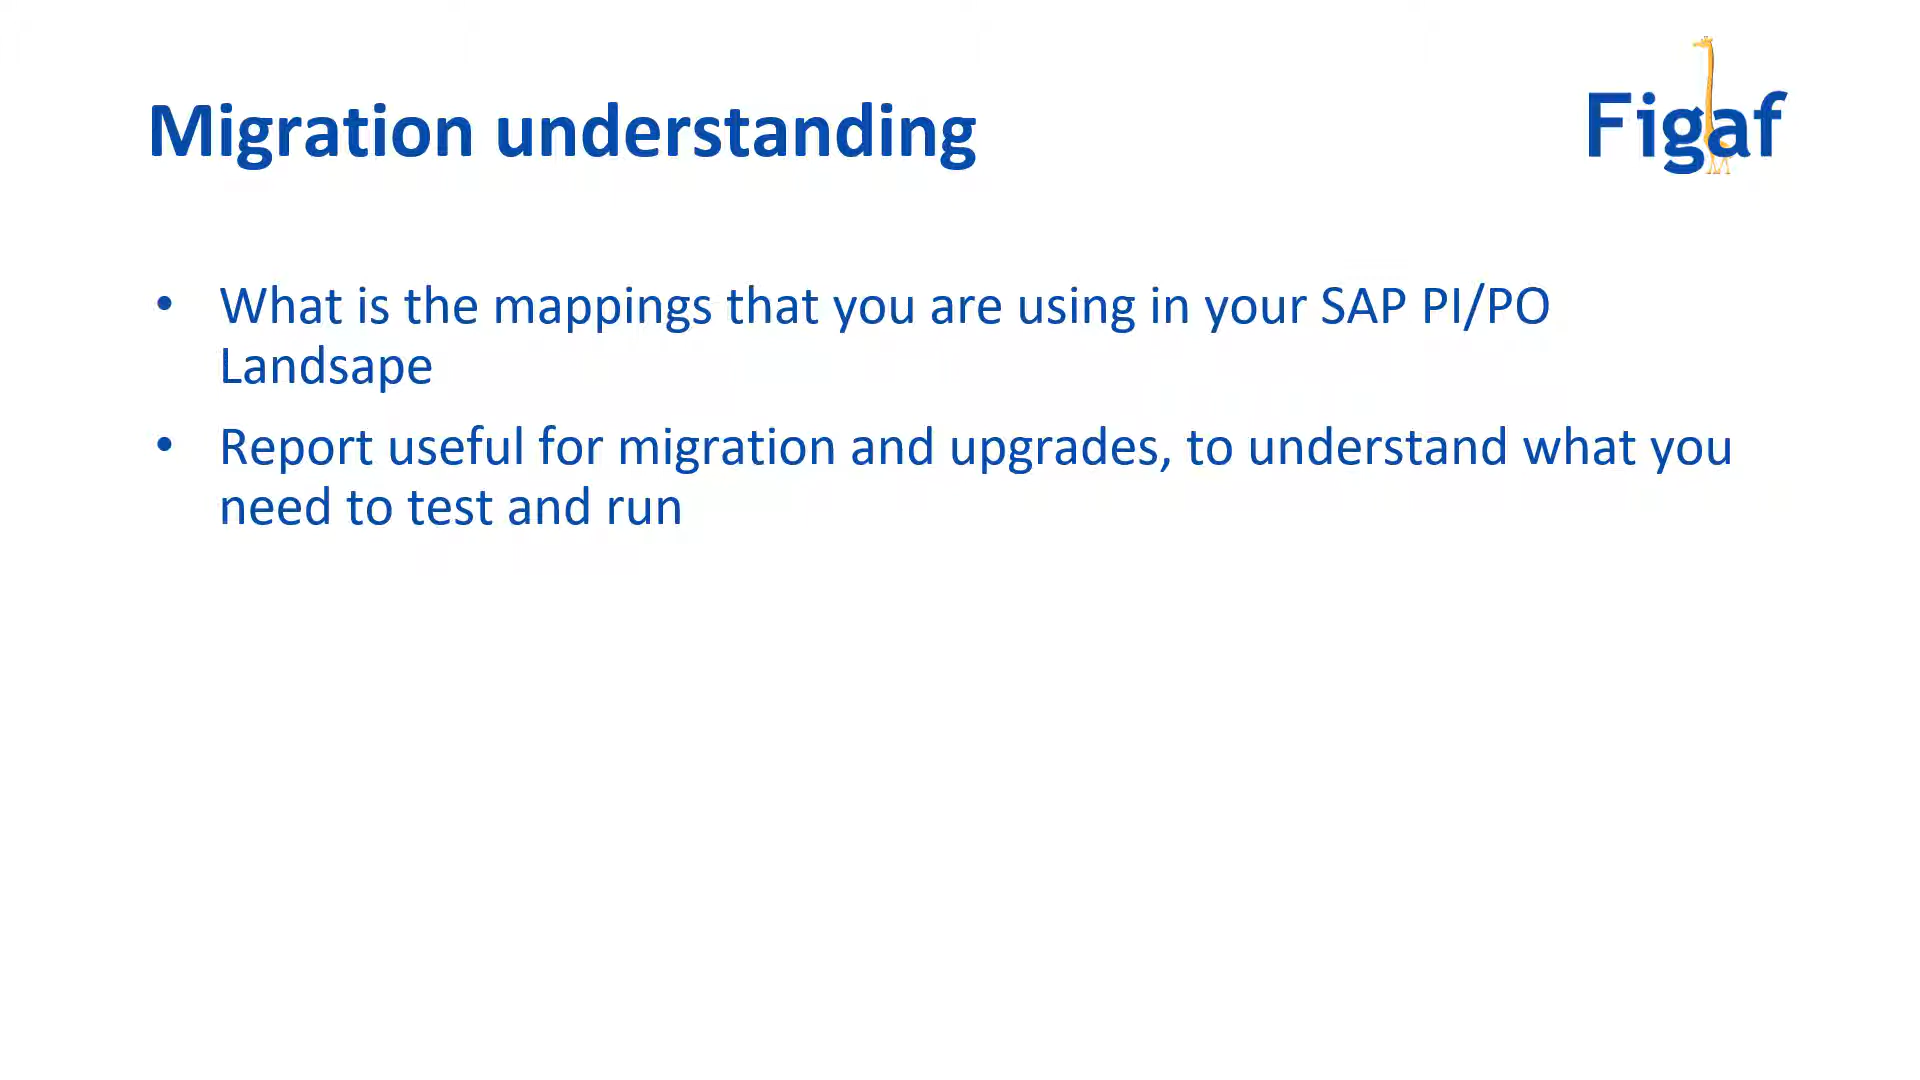 Migration understanding
Figaf
• What is the mappings that you are using in your SAP PI/PO
Landsape
• Report useful for migration and upgrades, to understand what you
need to test and run